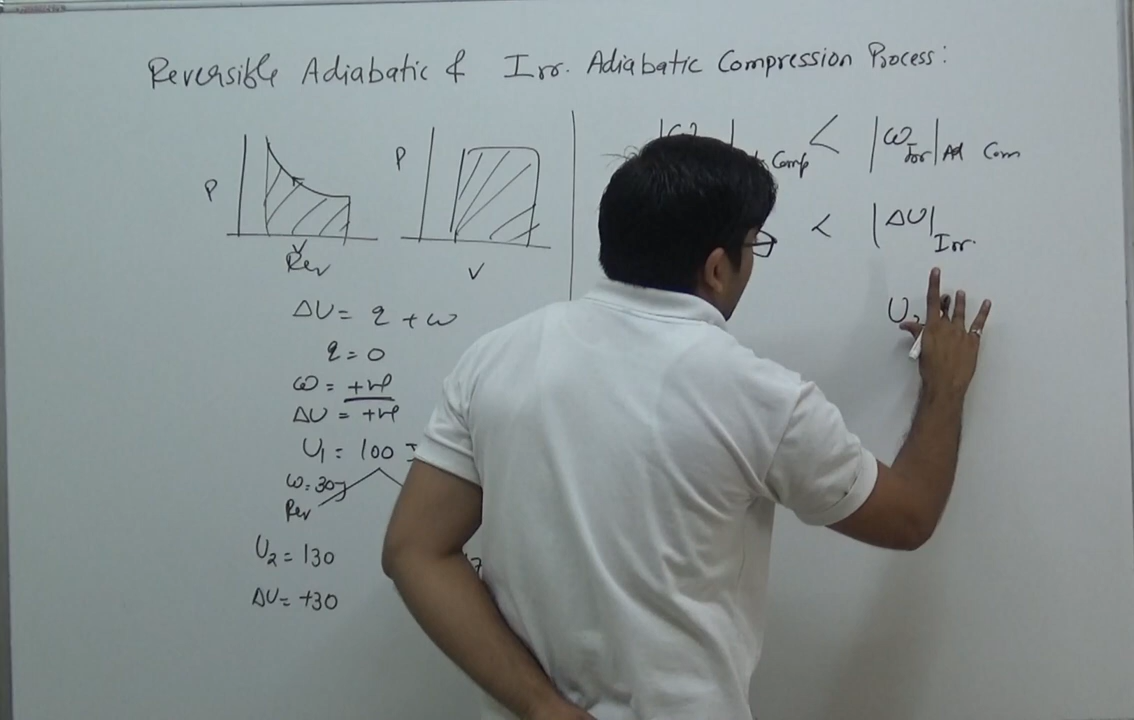 Reversible Adiabatic & Irr. Adiabatic Compression Process:
P
Rev
P
V
ΔU = q + ω
q = 0
ω = +ve
ΔU = +ve
U₁ = 100
ω = 30J
Rev
U₂ = 130
ΔU = +30
Comp < |ω Irr| Ad Com
< |ΔU| Irr.
U₂